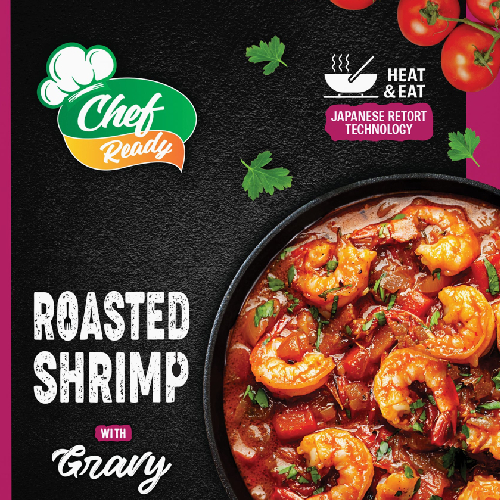 Chef
Ready
HEAT
& EAT
JAPANESE RETORT
TECHNOLOGY
ROASTED
SHRIMP
WITH
Gravy